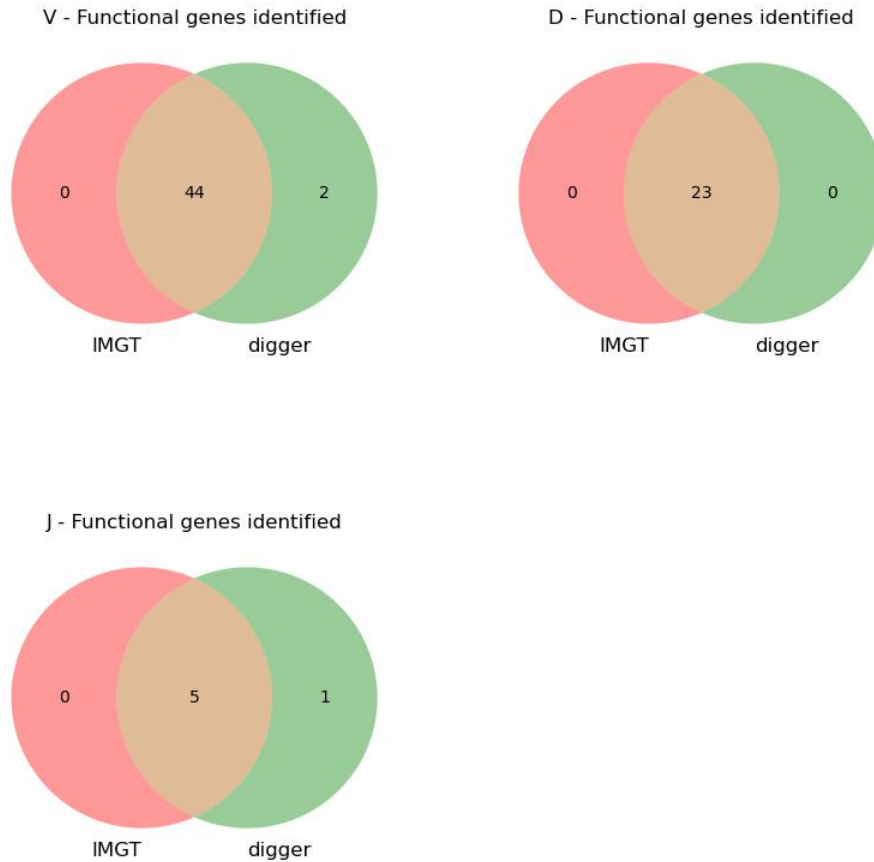 V - Functional genes identified
0 44 2
IMGT digger
D - Functional genes identified
0 23 0
IMGT digger
J - Functional genes identified
0 5 1
IMGT digger